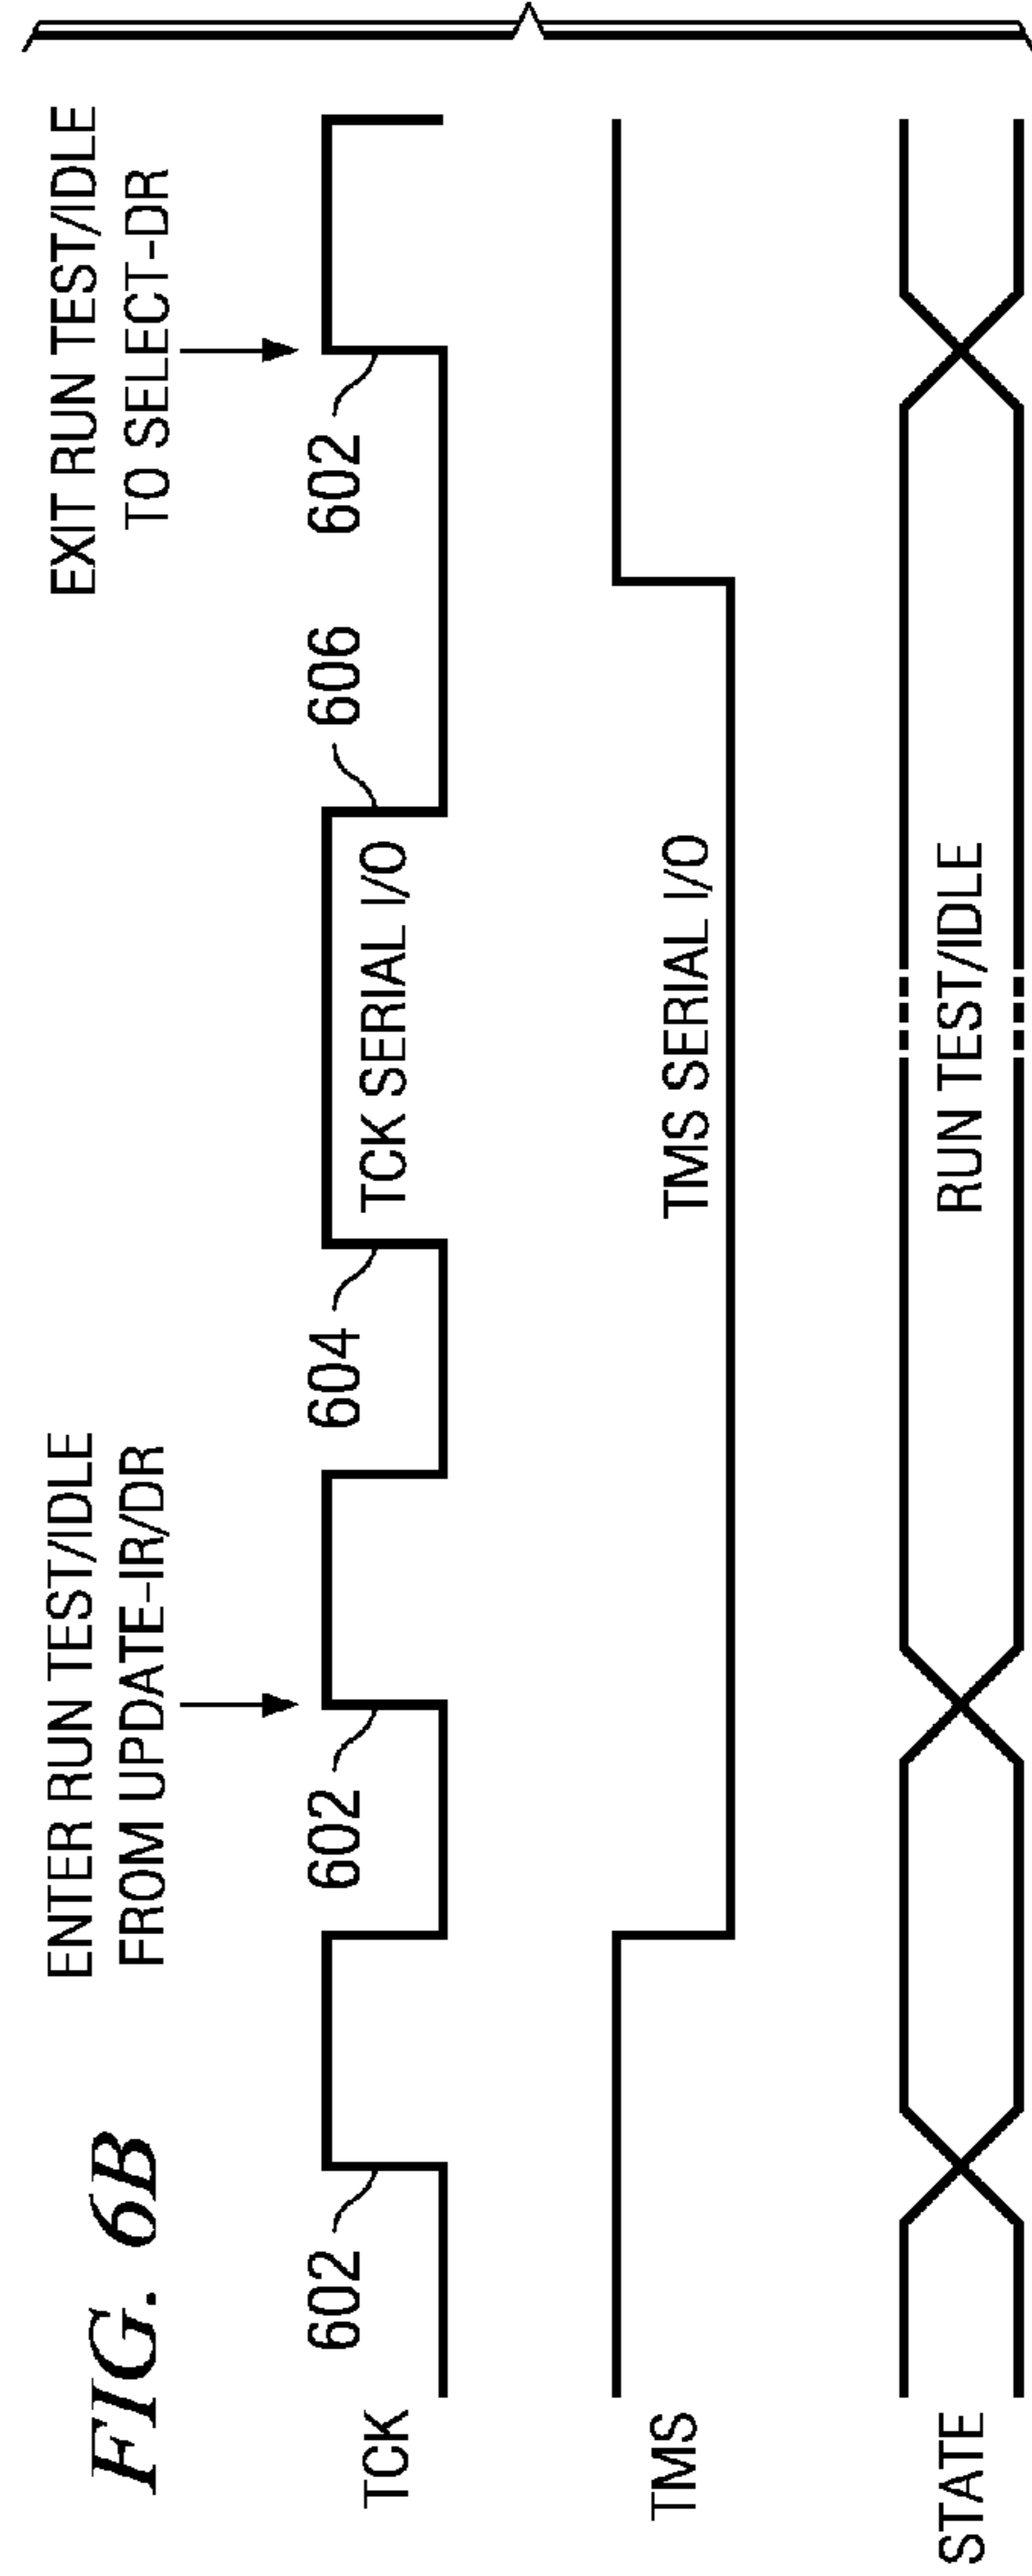 FIG. 6B
ENTER RUN TEST/IDLE
FROM UPDATE-IR/DR
EXIT RUN TEST/IDLE
TO SELECT-DR
TCK
602
602
604
606
602
TCK SERIAL I/O
TMS
TMS SERIAL I/O
STATE
RUN TEST/IDLE